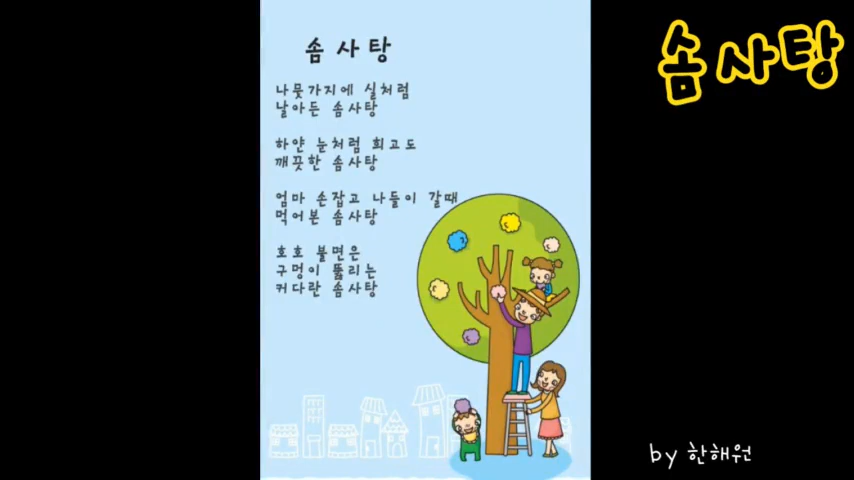 솜사탕
나뭇가지에 실처럼
날아든 솜사탕
하얀 눈처럼 희고도
깨끗한 솜사탕
엄마 손잡고 나들이 갈때
먹어본 솜사탕
호호 불면은
구멍이 뚫리는
커다란 솜사탕
솜사탕
by 한해원